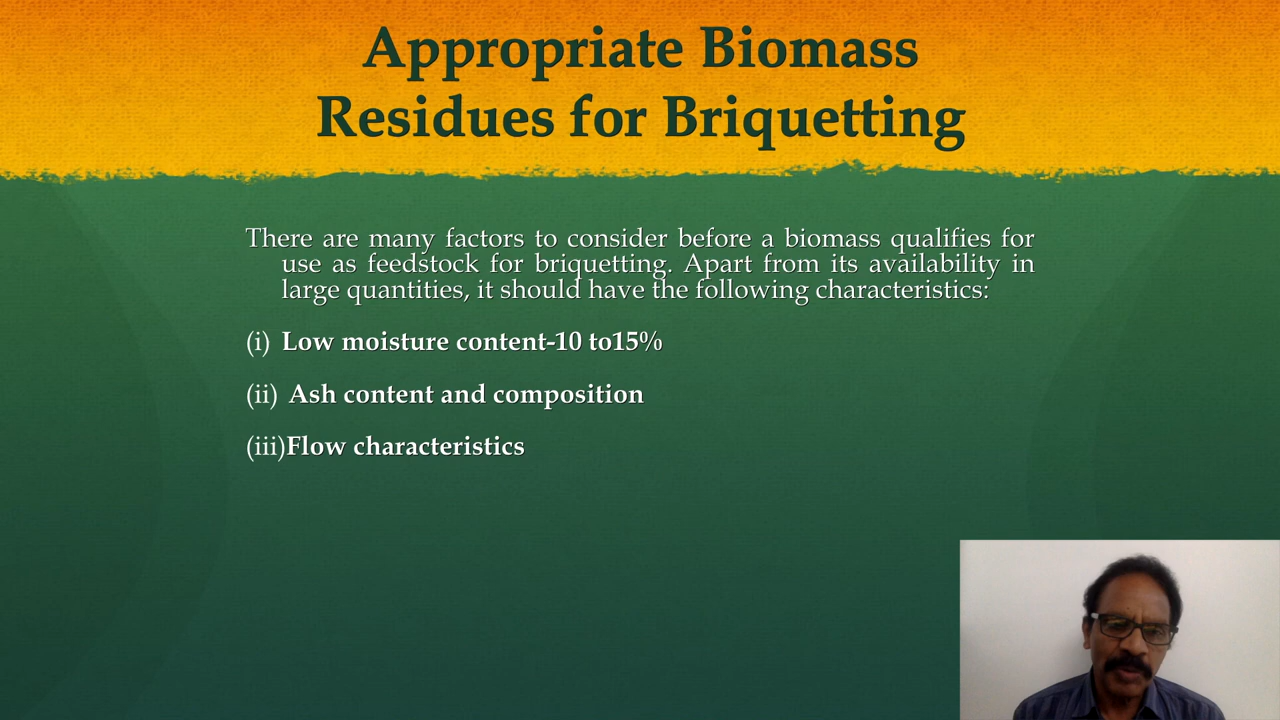 Appropriate Biomass
Residues for Briquetting
There are many factors to consider before a biomass qualifies for
use as feedstock for briquetting. Apart from its availability in
large quantities, it should have the following characteristics:
(i) Low moisture content-10 to15%
(ii) Ash content and composition
(iii)Flow characteristics